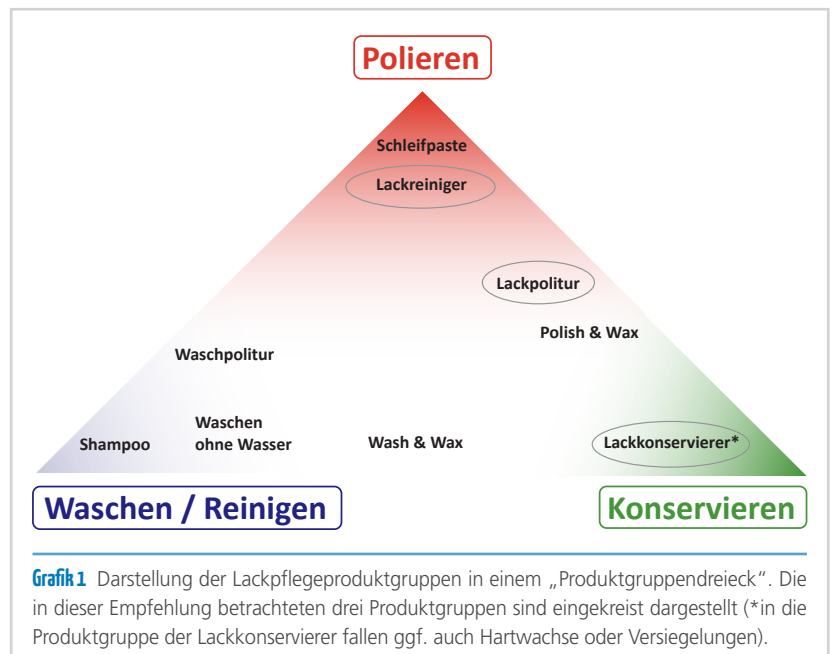 Polieren
Schleifpaste
Lackreiniger
Lackpolitur
Polish & Wax
Waschpolitur
Waschen
ohne Wasser
Shampoo
Wash & Wax
Lackkonservierer*
Waschen / Reinigen
Konservieren
Grafik 1 Darstellung der Lackpflegeproduktgruppen in einem „Produktgruppendreieck“. Die
in dieser Empfehlung betrachteten drei Produktgruppen sind eingekreist dargestellt (*in die
Produktgruppe der Lackkonservierer fallen ggf. auch Hartwachse oder Versiegelungen).